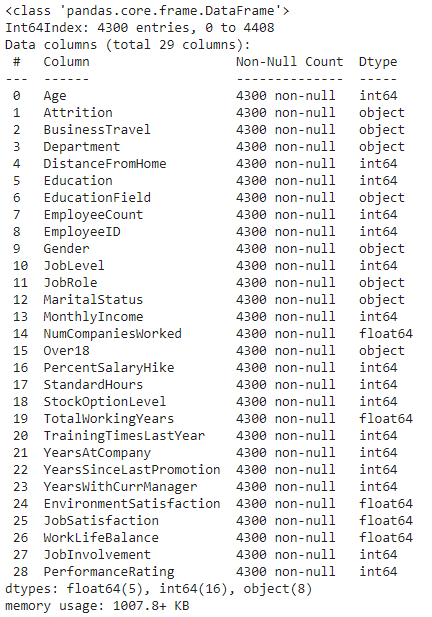 <class 'pandas.core.frame.DataFrame'>
Int64Index: 4300 entries, 0 to 4408
Data columns (total 29 columns):
 #   Column                   Non-Null Count  Dtype
---  ------                   --------------  -----
 0   Age                      4300 non-null   int64
 1   Attrition                4300 non-null   object
 2   BusinessTravel           4300 non-null   object
 3   Department               4300 non-null   object
 4   DistanceFromHome         4300 non-null   int64
 5   Education                4300 non-null   int64
 6   EducationField           4300 non-null   object
 7   EmployeeCount            4300 non-null   int64
 8   EmployeeID               4300 non-null   int64
 9   Gender                   4300 non-null   object
 10  JobLevel                 4300 non-null   int64
 11  JobRole                  4300 non-null   object
 12  MaritalStatus            4300 non-null   object
 13  MonthlyIncome            4300 non-null   int64
 14  NumCompaniesWorked       4300 non-null   float64
 15  Over18                   4300 non-null   object
 16  PercentSalaryHike        4300 non-null   int64
 17  StandardHours            4300 non-null   int64
 18  StockOptionLevel         4300 non-null   int64
 19  TotalWorkingYears        4300 non-null   float64
 20  TrainingTimesLastYear    4300 non-null   int64
 21  YearsAtCompany           4300 non-null   int64
 22  YearsSinceLastPromotion  4300 non-null   int64
 23  YearsWithCurrManager     4300 non-null   int64
 24  EnvironmentSatisfaction  4300 non-null   float64
 25  JobSatisfaction          4300 non-null   float64
 26  WorkLifeBalance          4300 non-null   float64
 27  JobInvolvement           4300 non-null   int64
 28  PerformanceRating        4300 non-null   int64
dtypes: float64(5), int64(16), object(8)
memory usage: 1007.8+ KB